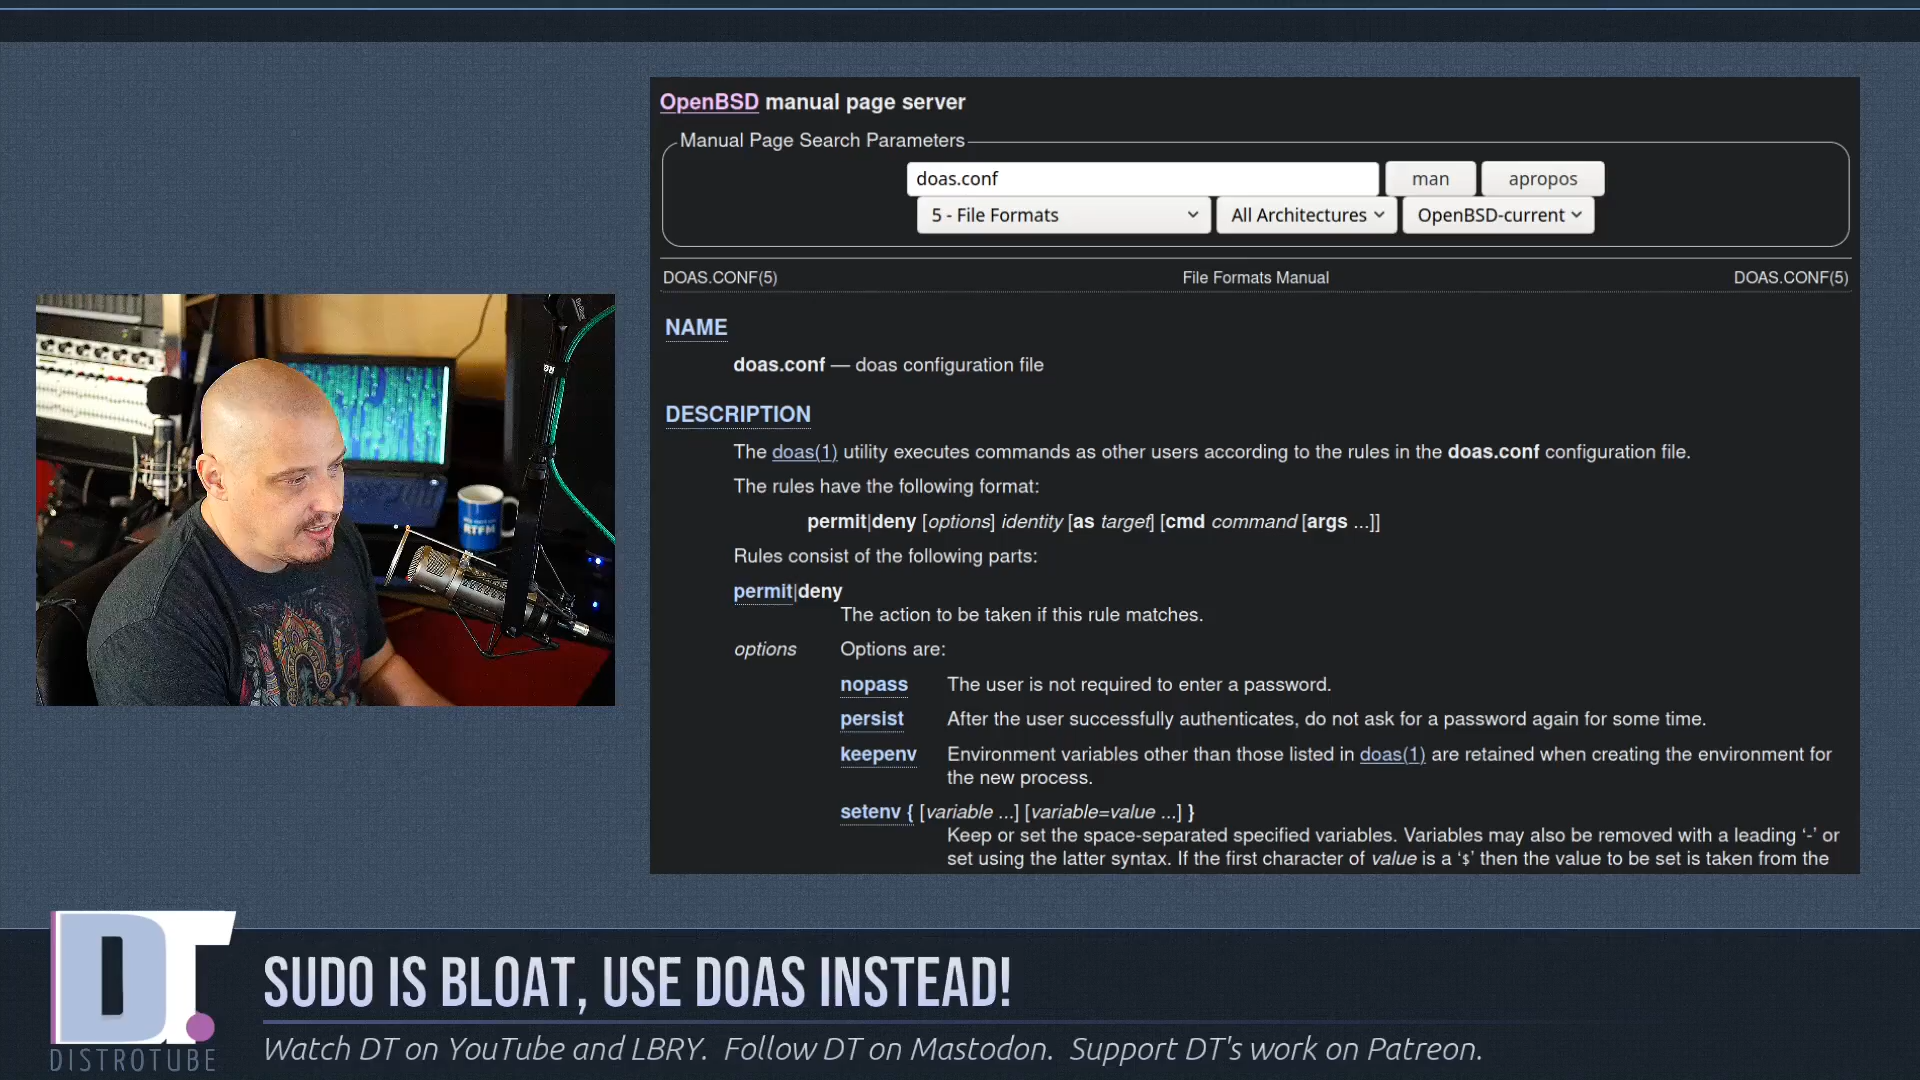 OpenBSD manual page server
Manual Page Search Parameters
doas.conf
man
apropos
5 - File Formats
All Architectures
OpenBSD-current
DOAS.CONF(5)
File Formats Manual
DOAS.CONF(5)
NAME
doas.conf — doas configuration file
DESCRIPTION
The doas(1) utility executes commands as other users according to the rules in the doas.conf configuration file.
The rules have the following format:
permit|deny [options] identity [as target] [cmd command [args ...]]
Rules consist of the following parts:
permit|deny
The action to be taken if this rule matches.
options Options are:
nopass The user is not required to enter a password.
persist After the user successfully authenticates, do not ask for a password again for some time.
keepenv Environment variables other than those listed in doas(1) are retained when creating the environment for
the new process.
setenv { [variable ...] [variable=value ...] }
Keep or set the space-separated specified variables. Variables may also be removed with a leading ‘-’ or
set using the latter syntax. If the first character of value is a ‘$’ then the value to be set is taken from the
RTFM
DT
DISTROTUBE
SUDO IS BLOAT, USE DOAS INSTEAD!
Watch DT on YouTube and LBRY. Follow DT on Mastodon. Support DT's work on Patreon.